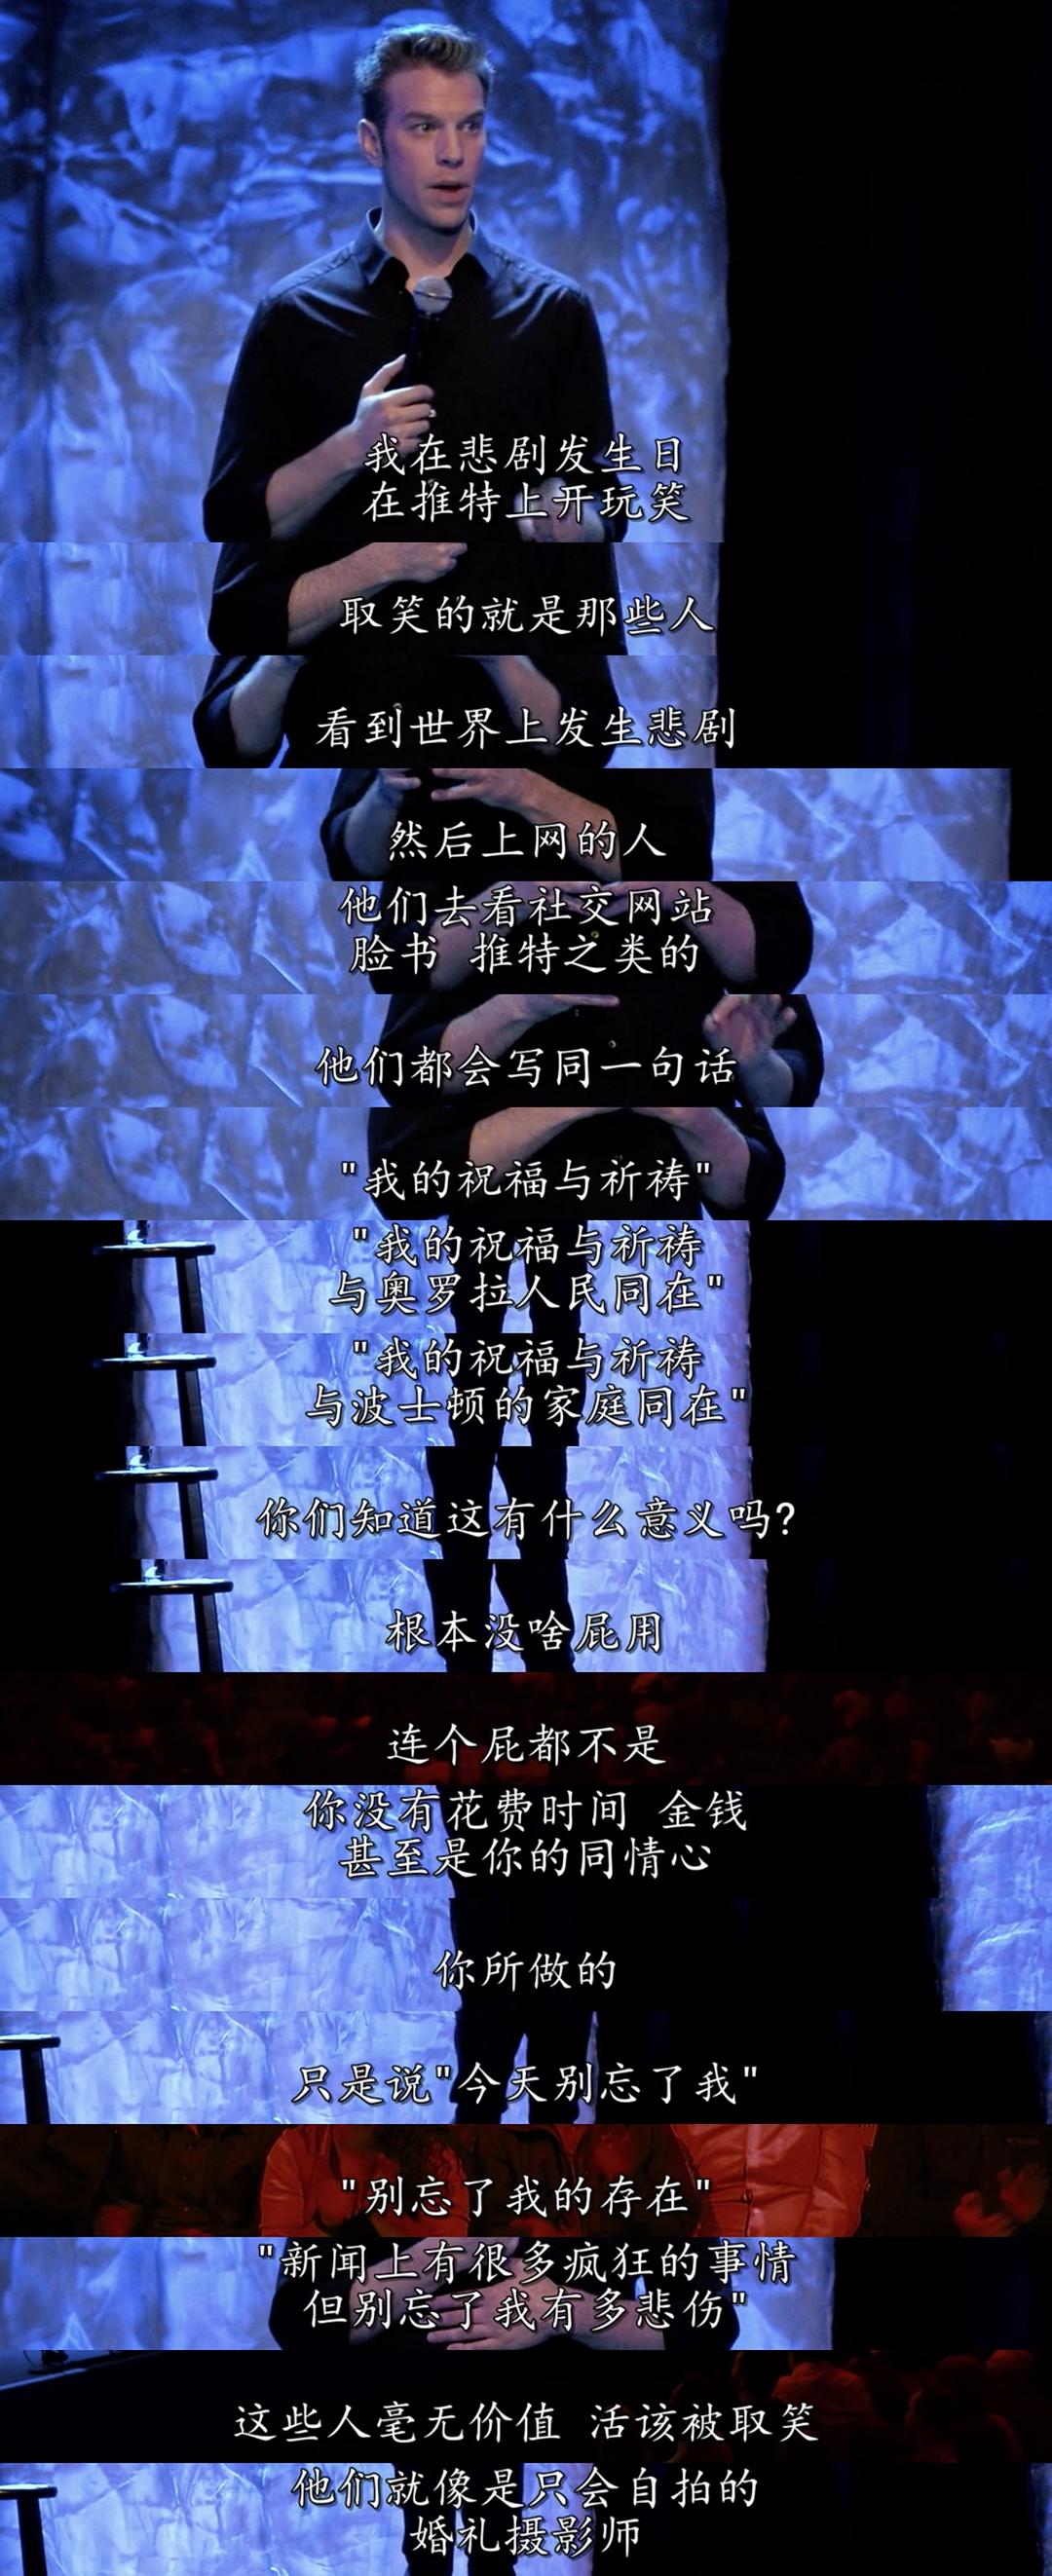 我在悲剧发生日
在推特上开玩笑
取笑的就是那些人
看到世界上发生悲剧
然后上网的人
他们去看社交网站
脸书 推特之类的
他们都会写同一句话
"我的祝福与祈祷"
"我的祝福与祈祷
与奥罗拉人民同在"
"我的祝福与祈祷
与波士顿的家庭同在"
你们知道这有什么意义吗?
根本没啥屁用
连个屁都不是
你没有花费时间 金钱
甚至是你的同情心
你所做的
只是说"今天别忘了我"
"别忘了我的存在"
"新闻上有很多疯狂的事情
但别忘了我有多悲伤"
这些人毫无价值 活该被取笑
他们就像是只会自拍的
婚礼摄影师